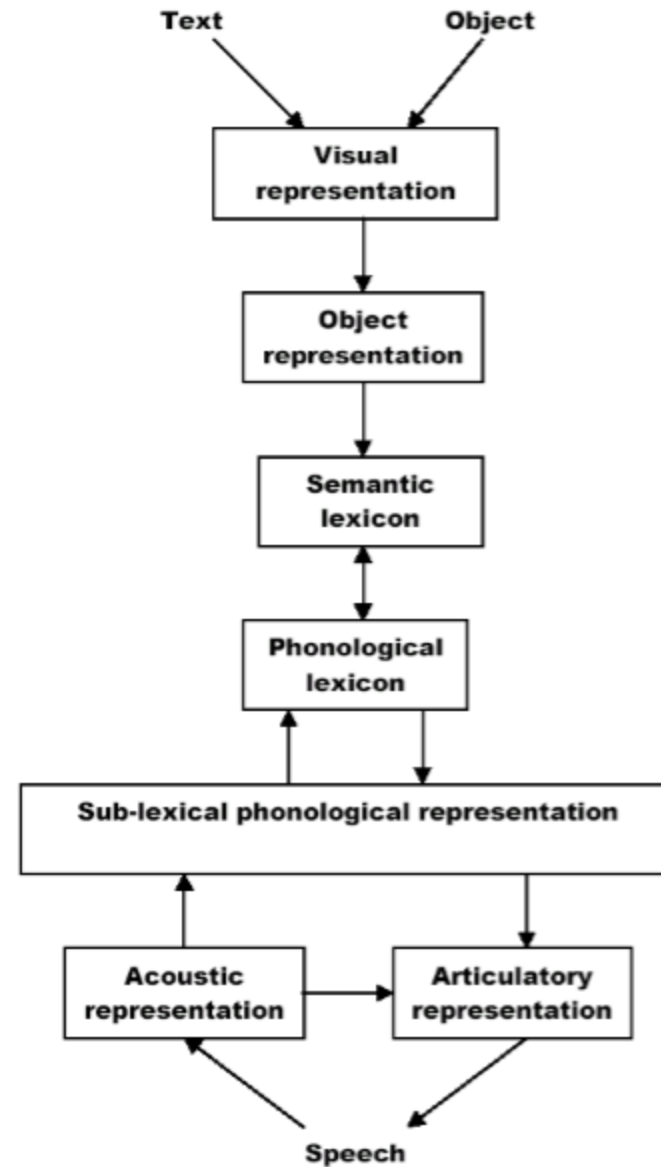 Text Object
Visual
representation
Object
representation
Semantic
lexicon
Phonological
lexicon
Sub-lexical phonological representation
Acoustic
representation
Articulatory
representation
Speech